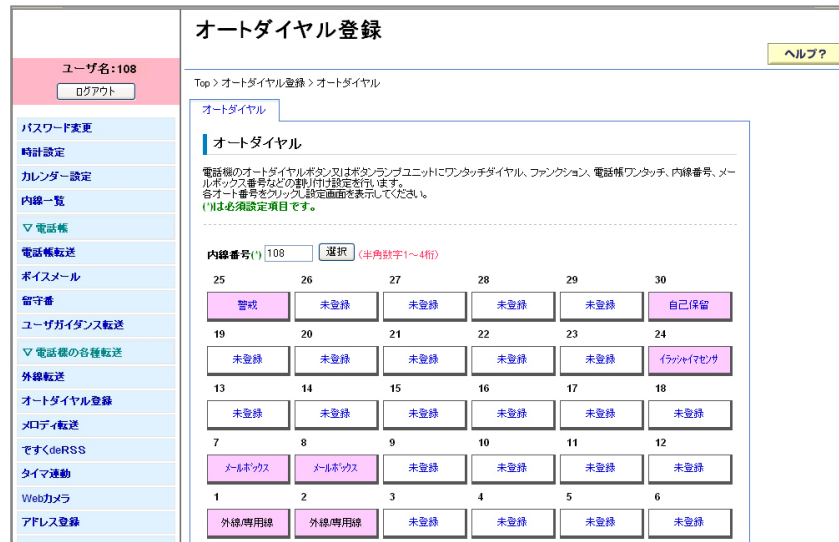 オートダイヤル登録
ヘルプ?
ユーザ名:108
ログアウト
パスワード変更
時計設定
カレンダー設定
内線一覧
▽ 電話帳
電話帳転送
ボイスメール
留守番
ユーザガイダンス転送
▽ 電話機の各種転送
外線転送
オートダイヤル登録
メロディ転送
ですくdeRSS
タイマ連動
Webカメラ
アドレス登録
Top > オートダイヤル登録 > オートダイヤル
オートダイヤル
オートダイヤル
電話機のオートダイヤルボタン又はボタンランプユニットにワンタッチダイヤル、ファンクション、電話帳ワンタッチ、内線番号、メー
ルボックス番号などの割り付け設定を行います。
各オート番号をクリックし設定画面を表示してください。
(*)は必須設定項目です。
内線番号(*) 108 選択 (半角数字1~4桁)
25 26 27 28 29 30
警戒 未登録 未登録 未登録 未登録 自己保留
19 20 21 22 23 24
未登録 未登録 未登録 未登録 未登録 イラッシャイマセンサ
13 14 15 16 17 18
未登録 未登録 未登録 未登録 未登録 未登録
7 8 9 10 11 12
メールボックス メールボックス 未登録 未登録 未登録 未登録
1 2 3 4 5 6
外線/専用線 外線/専用線 未登録 未登録 未登録 未登録